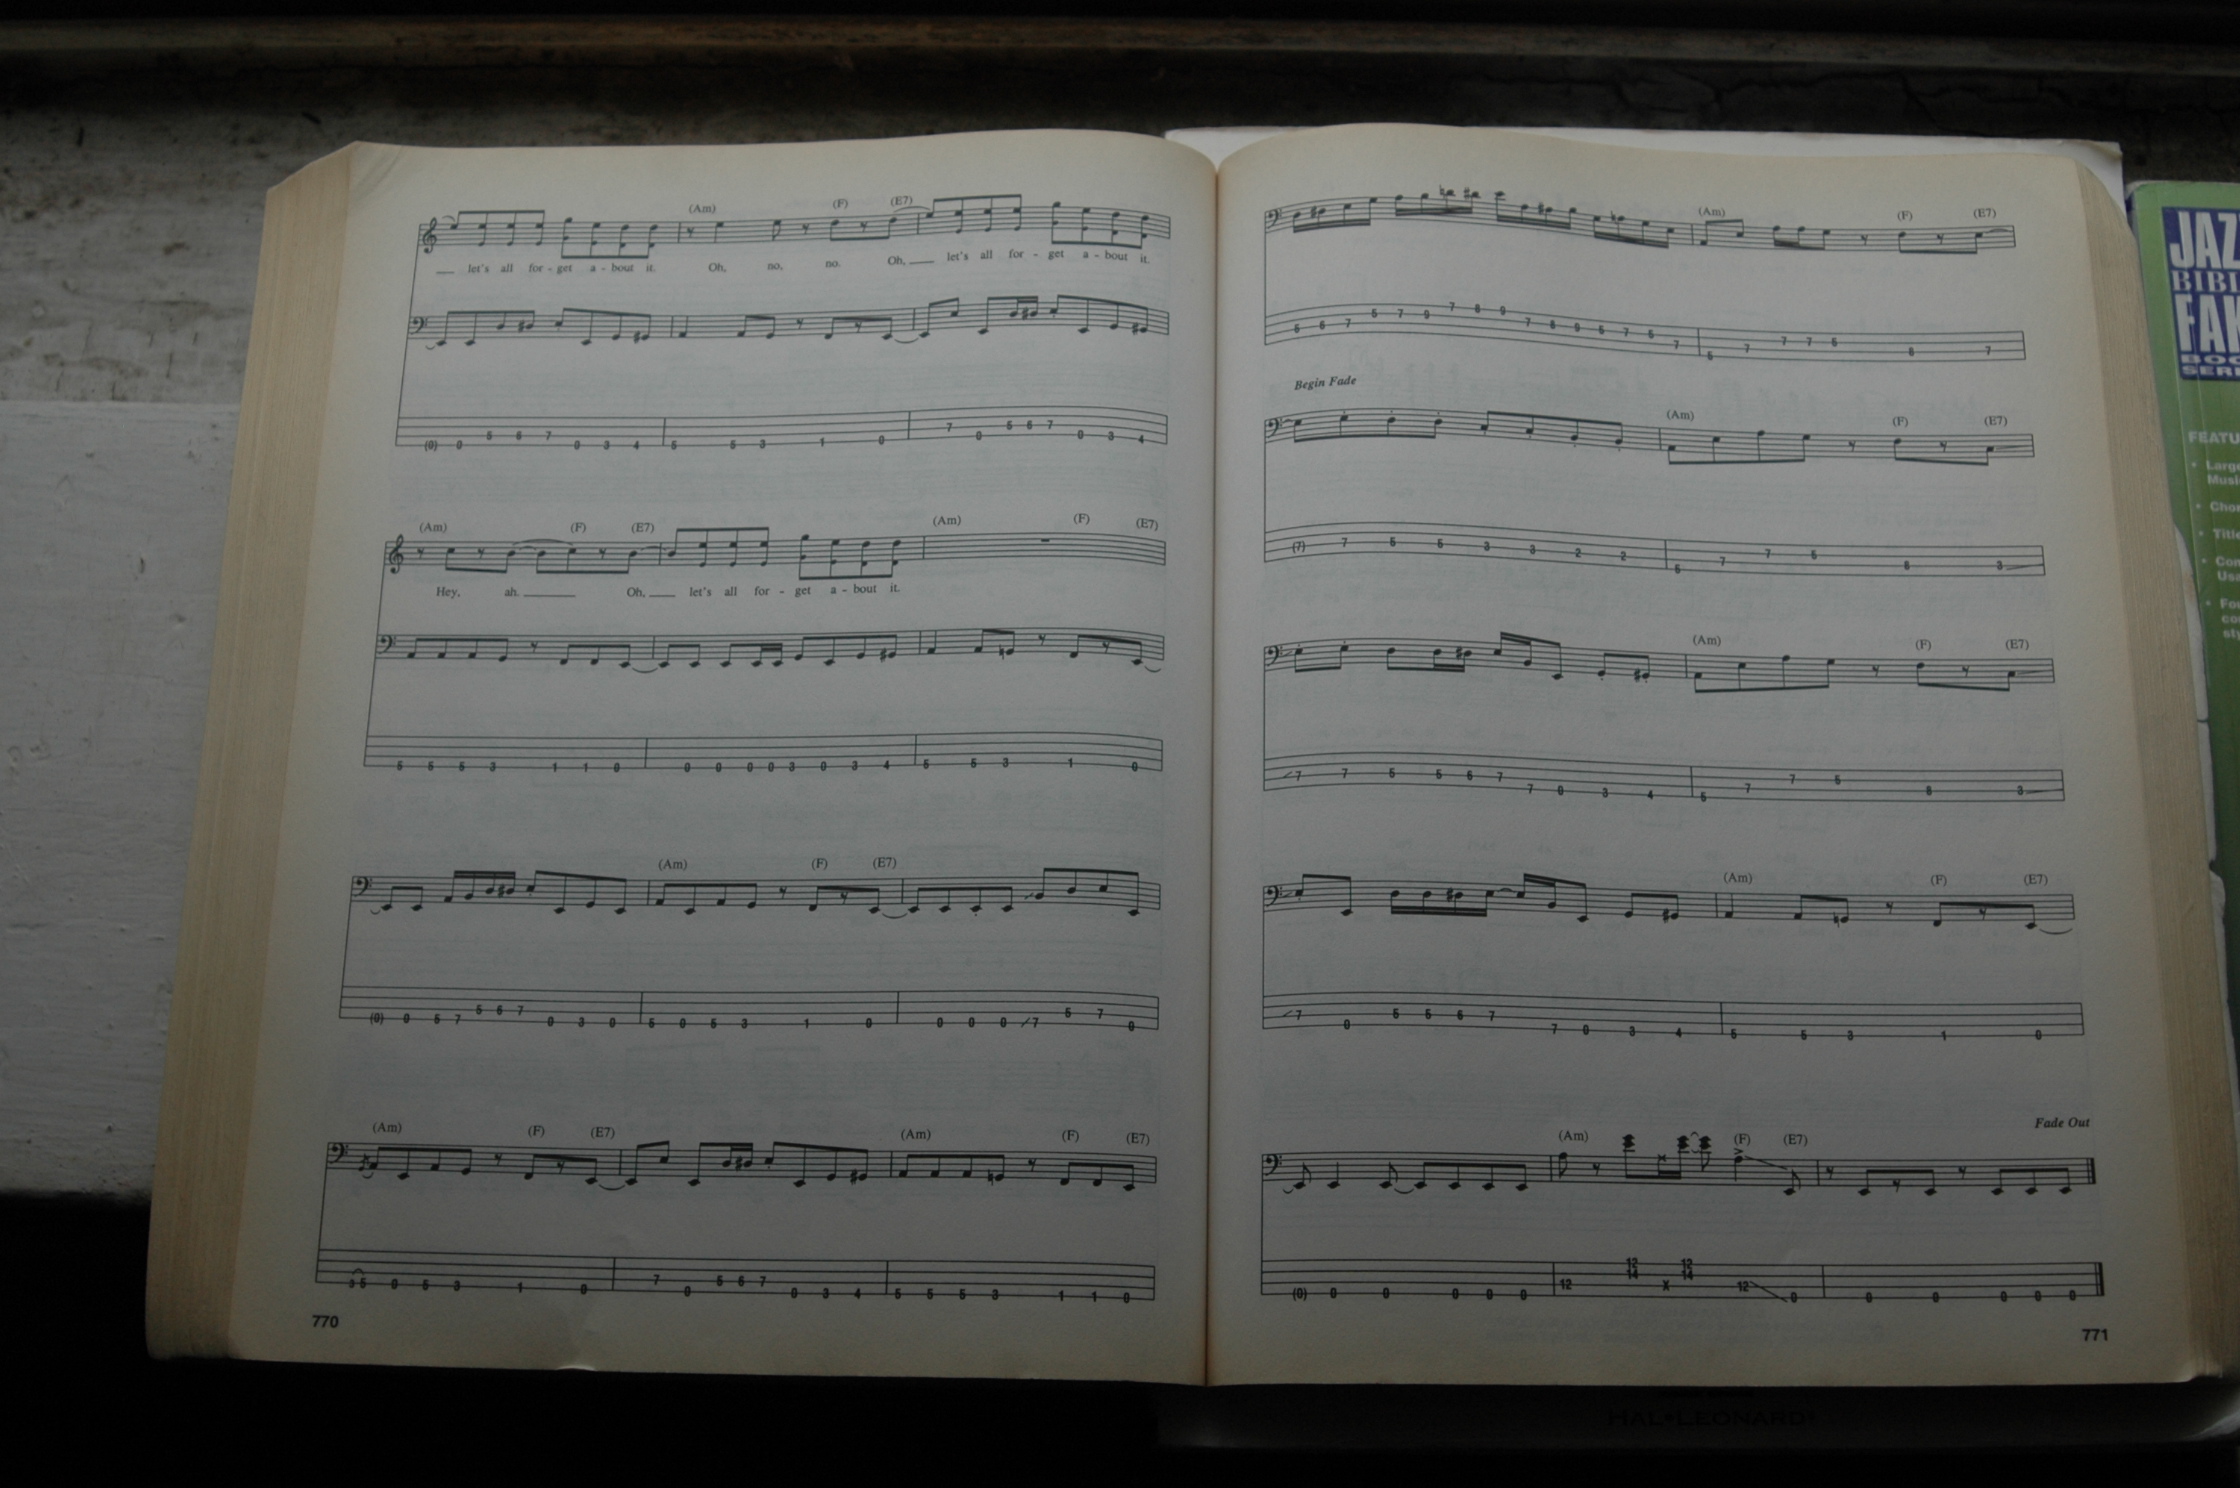 (Am) (F) (E7)
let's all for - get a - bout it. Oh, no, no. Oh, let's all for - get a - bout it.
(0) 0 5 6 7 0 3 4 5 5 3 1 0 7 0 5 6 7 0 3 4
(Am) (F) (E7) (Am) (F) (E7)
Hey, ah. Oh, let's all for - get a - bout it.
5 5 5 3 1 1 0 0 0 0 0 3 0 3 4 5 5 3 1 0
(Am) (F) (E7)
(0) 0 5 7 5 6 7 0 3 0 5 0 5 3 1 0 0 0 0 7 5 7 0
(Am) (F) (E7) (Am) (F) (E7)
3 5 0 5 3 1 0 7 0 5 6 7 0 3 4 5 5 5 3 1 1 0
770
(Am) (F) (E7)
5 6 7 5 7 9 7 8 9 7 8 9 5 7 5 7 5 7 7 7 5 8 7
Begin Fade
(Am) (F) (E7)
(7) 7 5 5 3 3 2 2 5 7 7 5 8 3
(Am) (F) (E7)
7 7 5 5 6 7 7 0 3 4 5 7 7 5 8 3
(Am) (F) (E7)
7 0 5 5 6 7 7 0 3 4 5 5 3 1 0
Fade Out
(Am) (F) (E7)
(0) 0 0 0 0 0 12 12 14 x 12 14 12 0 0 0 0 0 0
771
JAZ
BIBL
FAK
BOO
SERI
FEATU
• Large
Musi
• Chor
• Title
• Con
Usa
• Fou
co
sty
HAL•LEONARD